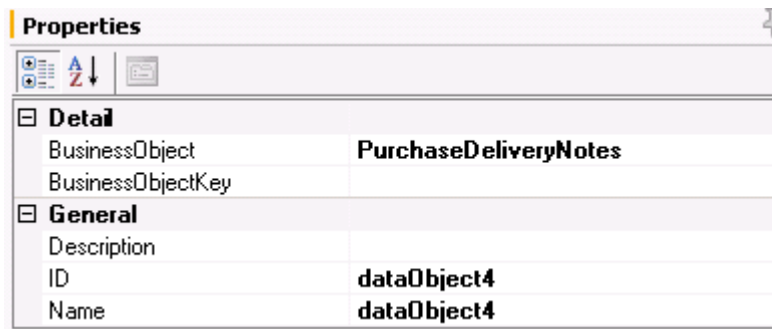 Properties
Detail
BusinessObject PurchaseDeliveryNotes
BusinessObjectKey
General
Description
ID dataObject4
Name dataObject4